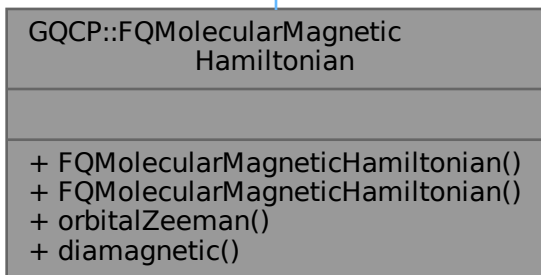 GQCP::FQMolecularMagnetic
Hamiltonian
+ FQMolecularMagneticHamiltonian()
+ FQMolecularMagneticHamiltonian()
+ orbitalZeeman()
+ diamagnetic()